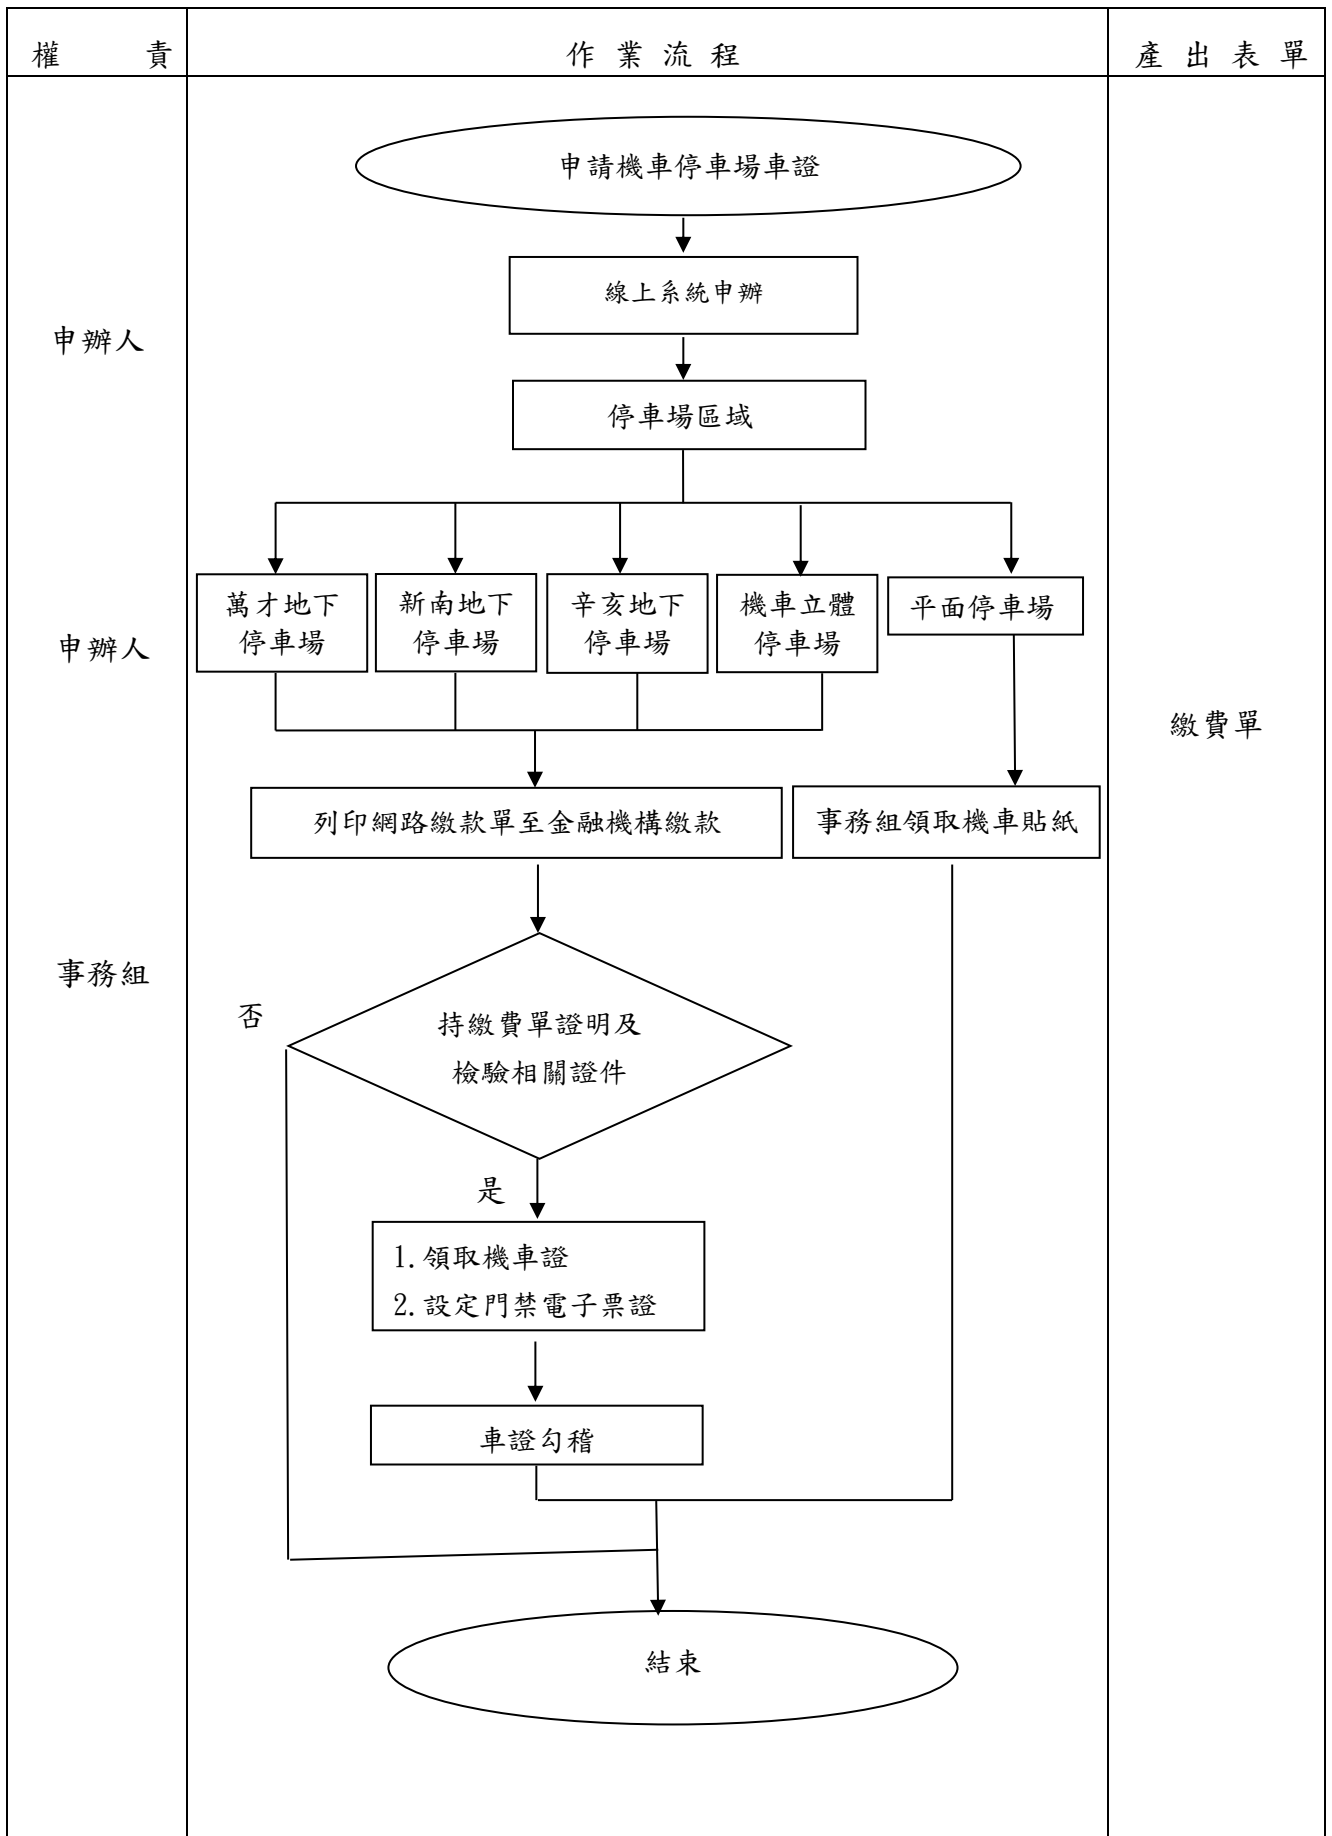 權 責
作 業 流 程
產 出 表 單
申請機車停車場車證
線上系統申辦
申辦人
停車場區域
萬才地下
停車場
新南地下
停車場
辛亥地下
停車場
機車立體
停車場
平面停車場
申辦人
繳費單
列印網路繳款單至金融機構繳款
事務組領取機車貼紙
事務組
否
持繳費單證明及
檢驗相關證件
是
1.領取機車證
2.設定門禁電子票證
車證勾稽
結束